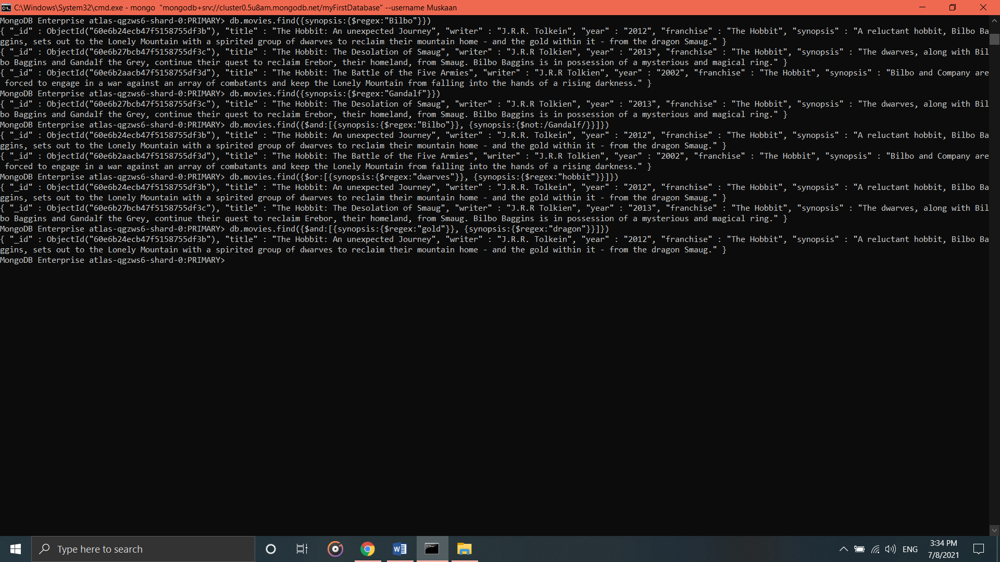 C:\Windows\System32\cmd.exe - mongo  "mongodb+srv://cluster0.5u8am.mongodb.net/myFirstDatabase" --username Muskaan
MongoDB Enterprise atlas-qgzws6-shard-0:PRIMARY> db.movies.find({synopsis:{$regex:"Bilbo"}})
{ "_id" : ObjectId("60e6b24ecb47f5158755df3b"), "title" : "The Hobbit: An unexpected Journey", "writer" : "J.R.R. Tolkein", "year" : "2012", "franchise" : "The Hobbit", "synopsis" : "A reluctant hobbit, Bilbo Ba
ggins, sets out to the Lonely Mountain with a spirited group of dwarves to reclaim their mountain home - and the gold within it - from the dragon Smaug." }
{ "_id" : ObjectId("60e6b27bcb47f5158755df3c"), "title" : "The Hobbit: The Desolation of Smaug", "writer" : "J.R.R Tolkien", "year" : "2013", "franchise" : "The Hobbit", "synopsis" : "The dwarves, along with Bil
bo Baggins and Gandalf the Grey, continue their quest to reclaim Erebor, their homeland, from Smaug. Bilbo Baggins is in possession of a mysterious and magical ring." }
{ "_id" : ObjectId("60e6b2aacb47f5158755df3d"), "title" : "The Hobbit: The Battle of the Five Armies", "writer" : "J.R.R Tolkien", "year" : "2002", "franchise" : "The Hobbit", "synopsis" : "Bilbo and Company are
 forced to engage in a war against an array of combatants and keep the Lonely Mountain from falling into the hands of a rising darkness." }
MongoDB Enterprise atlas-qgzws6-shard-0:PRIMARY> db.movies.find({synopsis:{$regex:"Gandalf"}})
{ "_id" : ObjectId("60e6b27bcb47f5158755df3c"), "title" : "The Hobbit: The Desolation of Smaug", "writer" : "J.R.R Tolkien", "year" : "2013", "franchise" : "The Hobbit", "synopsis" : "The dwarves, along with Bil
bo Baggins and Gandalf the Grey, continue their quest to reclaim Erebor, their homeland, from Smaug. Bilbo Baggins is in possession of a mysterious and magical ring." }
MongoDB Enterprise atlas-qgzws6-shard-0:PRIMARY> db.movies.find({$and:[{synopsis:{$regex:"Bilbo"}}, {synopsis:{$not:/Gandalf/}}]})
{ "_id" : ObjectId("60e6b24ecb47f5158755df3b"), "title" : "The Hobbit: An unexpected Journey", "writer" : "J.R.R. Tolkein", "year" : "2012", "franchise" : "The Hobbit", "synopsis" : "A reluctant hobbit, Bilbo Ba
ggins, sets out to the Lonely Mountain with a spirited group of dwarves to reclaim their mountain home - and the gold within it - from the dragon Smaug." }
{ "_id" : ObjectId("60e6b2aacb47f5158755df3d"), "title" : "The Hobbit: The Battle of the Five Armies", "writer" : "J.R.R Tolkien", "year" : "2002", "franchise" : "The Hobbit", "synopsis" : "Bilbo and Company are
 forced to engage in a war against an array of combatants and keep the Lonely Mountain from falling into the hands of a rising darkness." }
MongoDB Enterprise atlas-qgzws6-shard-0:PRIMARY> db.movies.find({$or:[{synopsis:{$regex:"dwarves"}}, {synopsis:{$regex:"hobbit"}}]})
{ "_id" : ObjectId("60e6b24ecb47f5158755df3b"), "title" : "The Hobbit: An unexpected Journey", "writer" : "J.R.R. Tolkein", "year" : "2012", "franchise" : "The Hobbit", "synopsis" : "A reluctant hobbit, Bilbo Ba
ggins, sets out to the Lonely Mountain with a spirited group of dwarves to reclaim their mountain home - and the gold within it - from the dragon Smaug." }
{ "_id" : ObjectId("60e6b27bcb47f5158755df3c"), "title" : "The Hobbit: The Desolation of Smaug", "writer" : "J.R.R Tolkien", "year" : "2013", "franchise" : "The Hobbit", "synopsis" : "The dwarves, along with Bil
bo Baggins and Gandalf the Grey, continue their quest to reclaim Erebor, their homeland, from Smaug. Bilbo Baggins is in possession of a mysterious and magical ring." }
MongoDB Enterprise atlas-qgzws6-shard-0:PRIMARY> db.movies.find({$and:[{synopsis:{$regex:"gold"}}, {synopsis:{$regex:"dragon"}}]})
{ "_id" : ObjectId("60e6b24ecb47f5158755df3b"), "title" : "The Hobbit: An unexpected Journey", "writer" : "J.R.R. Tolkein", "year" : "2012", "franchise" : "The Hobbit", "synopsis" : "A reluctant hobbit, Bilbo Ba
ggins, sets out to the Lonely Mountain with a spirited group of dwarves to reclaim their mountain home - and the gold within it - from the dragon Smaug." }
MongoDB Enterprise atlas-qgzws6-shard-0:PRIMARY>
Type here to search
ENG
3:34 PM
7/8/2021